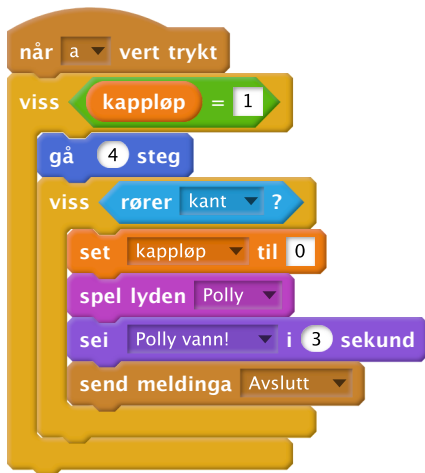 når a vert trykt
viss kappløp = 1
gå 4 steg
viss rører kant ?
set kappløp til 0
spel lyden Polly
sei Polly vann! i 3 sekund
send meldinga Avslutt